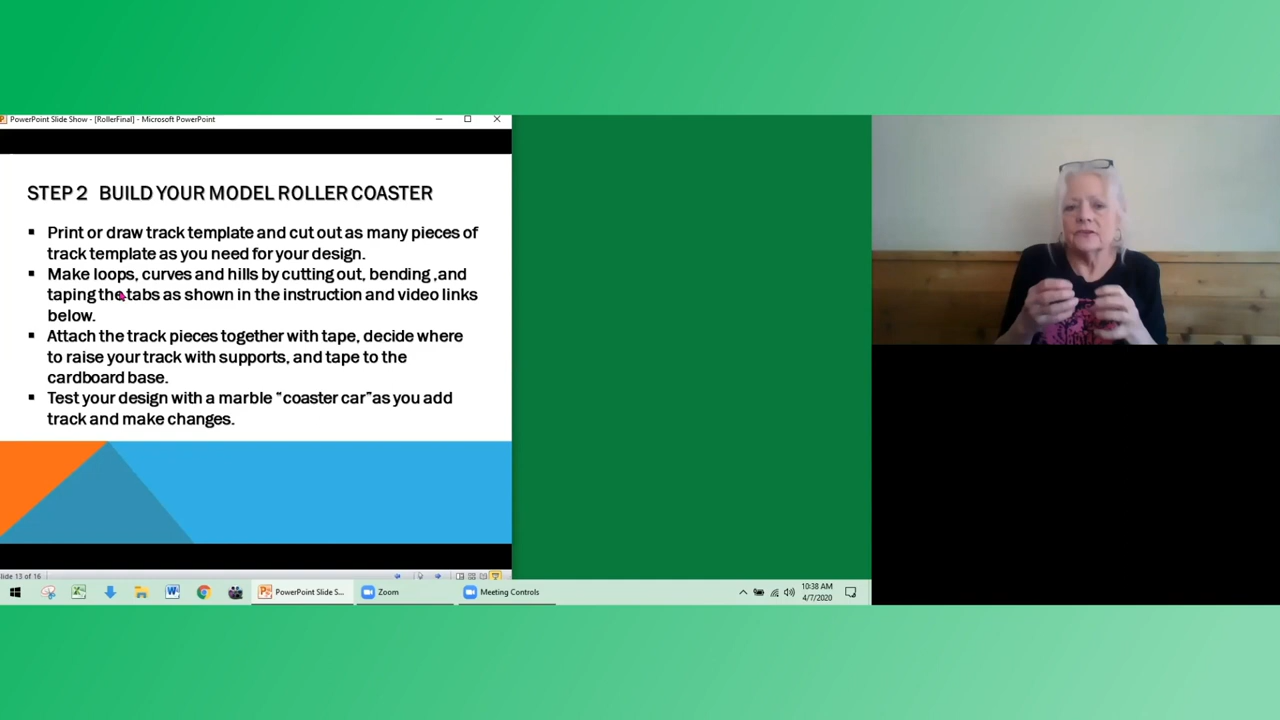 PowerPoint Slide Show - [RollerFinal] - Microsoft PowerPoint
STEP 2 BUILD YOUR MODEL ROLLER COASTER
▪ Print or draw track template and cut out as many pieces of
track template as you need for your design.
▪ Make loops, curves and hills by cutting out, bending ,and
taping the tabs as shown in the instruction and video links
below.
▪ Attach the track pieces together with tape, decide where
to raise your track with supports, and tape to the
cardboard base.
▪ Test your design with a marble “coaster car”as you add
track and make changes.
lide 13 of 16
PowerPoint Slide S...
Zoom
Meeting Controls
10:38 AM
4/7/2020